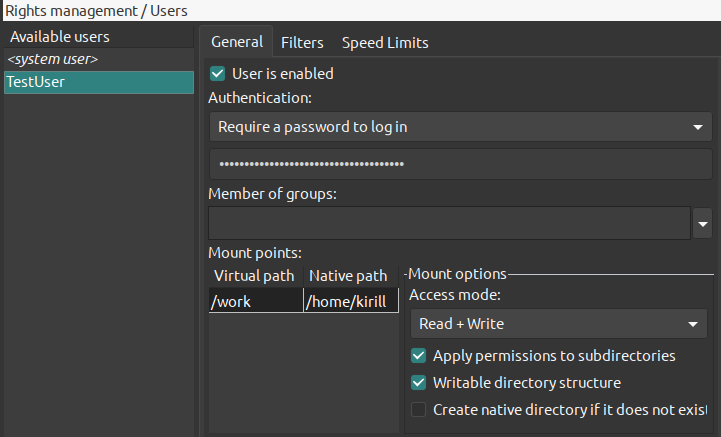 Rights management / Users
Available users
<system user>
TestUser
General Filters Speed Limits
User is enabled
Authentication:
Require a password to log in
••••••••••••••••••••••••••••••••••••
Member of groups:
Mount points:
Virtual path Native path
/work /home/kirill
Mount options
Access mode:
Read + Write
Apply permissions to subdirectories
Writable directory structure
Create native directory if it does not exist